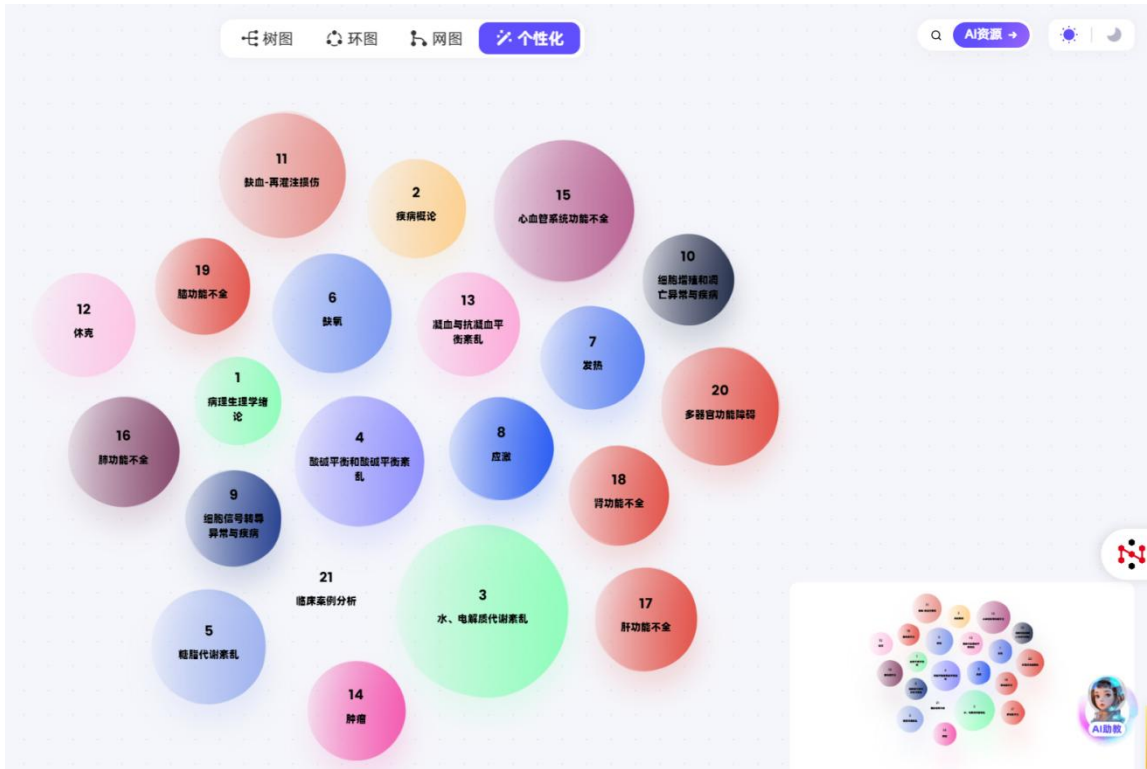 树图
环图
网图
个性化
AI资源
11
缺血-再灌注损伤
2
疾病概论
15
心血管系统功能不全
10
细胞增殖和凋
亡异常与疾病
19
脑功能不全
6
缺氧
13
凝血与抗凝血平
衡紊乱
12
休克
7
发热
1
病理生理学绪
论
20
多器官功能障碍
16
肺功能不全
4
酸碱平衡和酸碱平衡紊
乱
8
应激
18
肾功能不全
9
细胞信号转导
异常与疾病
21
临床案例分析
3
水、电解质代谢紊乱
17
肝功能不全
5
糖脂代谢紊乱
14
肿瘤
AI助教